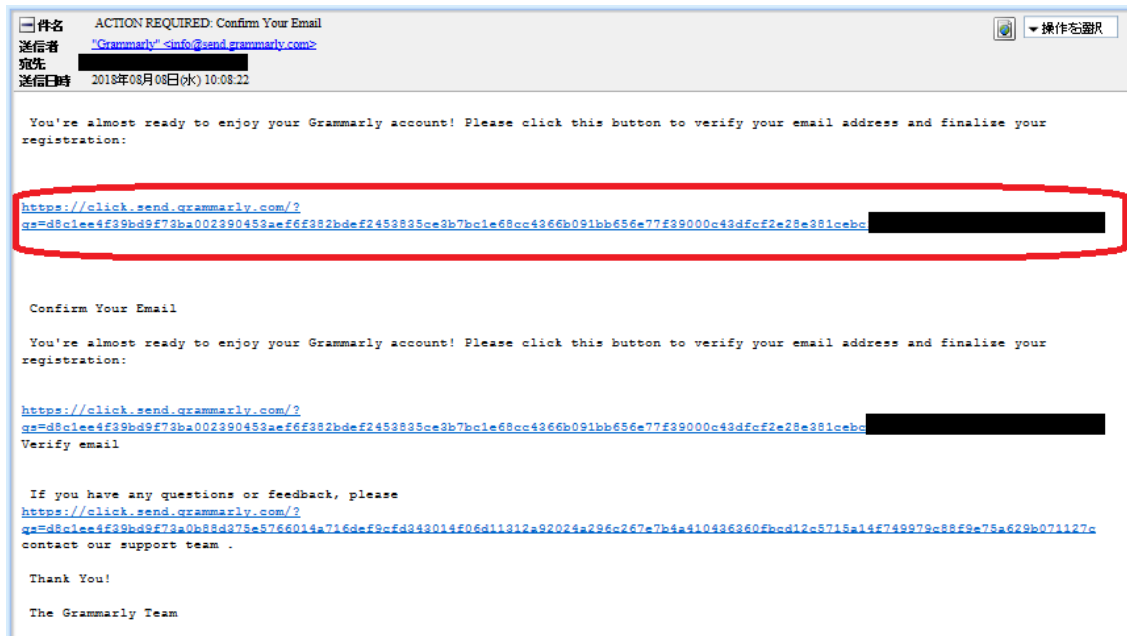 件名 ACTION REQUIRED: Confirm Your Email
操作を選択
送信者 "Grammarly" <info@send.grammarly.com>
宛先
送信日時 2018年08月08日(水) 10:08:22
You're almost ready to enjoy your Grammarly account! Please click this button to verify your email address and finalize your
registration:
https://click.send.grammarly.com/?
qs=d8c1ee4f39bd9f73ba002390453aef6f382bdef2453835ce3b7bc1e68cc4366b091bb656e77f39000c43dfcf2e28e381cebc
Confirm Your Email
You're almost ready to enjoy your Grammarly account! Please click this button to verify your email address and finalize your
registration:
https://click.send.grammarly.com/?
qs=d8c1ee4f39bd9f73ba002390453aef6f382bdef2453835ce3b7bc1e68cc4366b091bb656e77f39000c43dfcf2e28e381cebc
Verify email
If you have any questions or feedback, please
https://click.send.grammarly.com/?
qs=d8c1ee4f39bd9f73a0b88d375e5766014a716def9cfd343014f06d11312a92024a296c267e7b4a410436360fbcd12c5715a14f749979c88f9e75a629b071127c
contact our support team .
Thank You!
The Grammarly Team